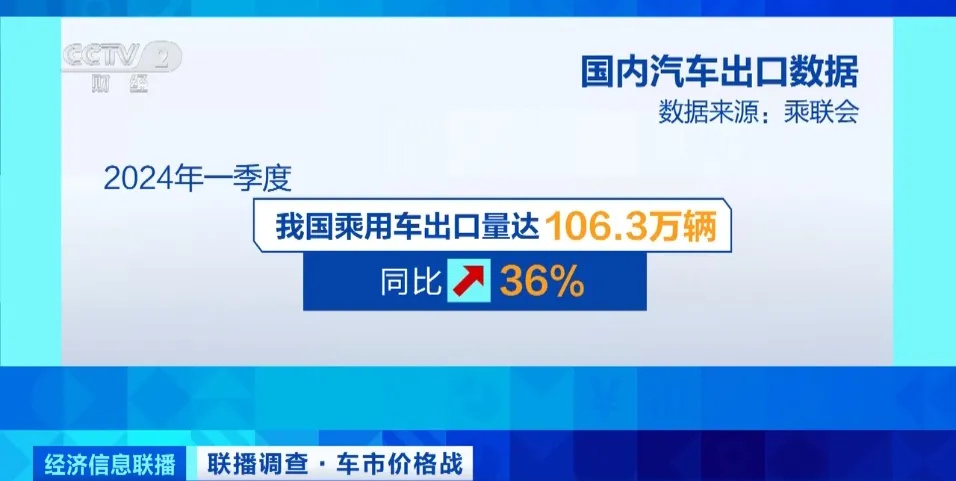 CCTV 2
财经
国内汽车出口数据
数据来源：乘联会
2024年一季度
我国乘用车出口量达106.3万辆
同比 36%
经济信息联播
联播调查·车市价格战